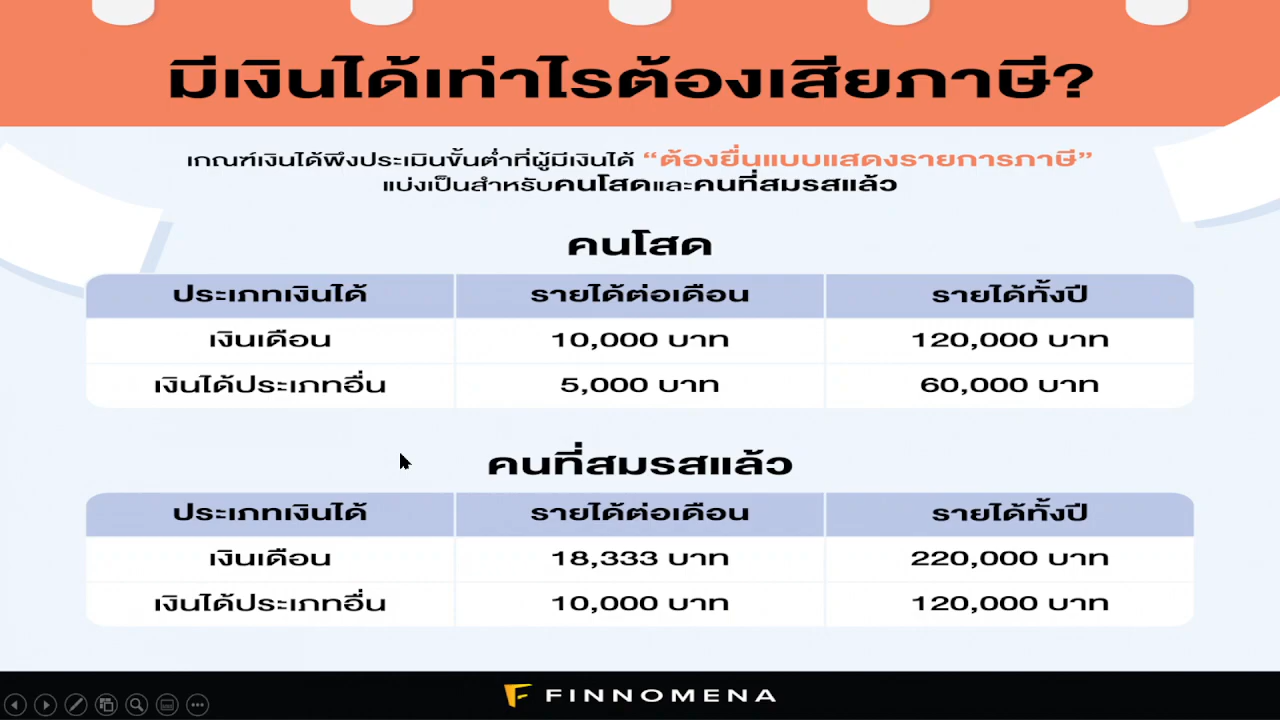 มีเงินได้เท่าไรต้องเสียภาษี?
เกณฑ์เงินได้พึงประเมินขั้นต่ำที่ผู้มีเงินได้ “ต้องยื่นแบบแสดงรายการภาษี”
แบ่งเป็นสำหรับคนโสดและคนที่สมรสแล้ว
คนโสด
ประเภทเงินได้ รายได้ต่อเดือน รายได้ทั้งปี
เงินเดือน 10,000 บาท 120,000 บาท
เงินได้ประเภทอื่น 5,000 บาท 60,000 บาท
คนที่สมรสแล้ว
ประเภทเงินได้ รายได้ต่อเดือน รายได้ทั้งปี
เงินเดือน 18,333 บาท 220,000 บาท
เงินได้ประเภทอื่น 10,000 บาท 120,000 บาท
FINNOMENA